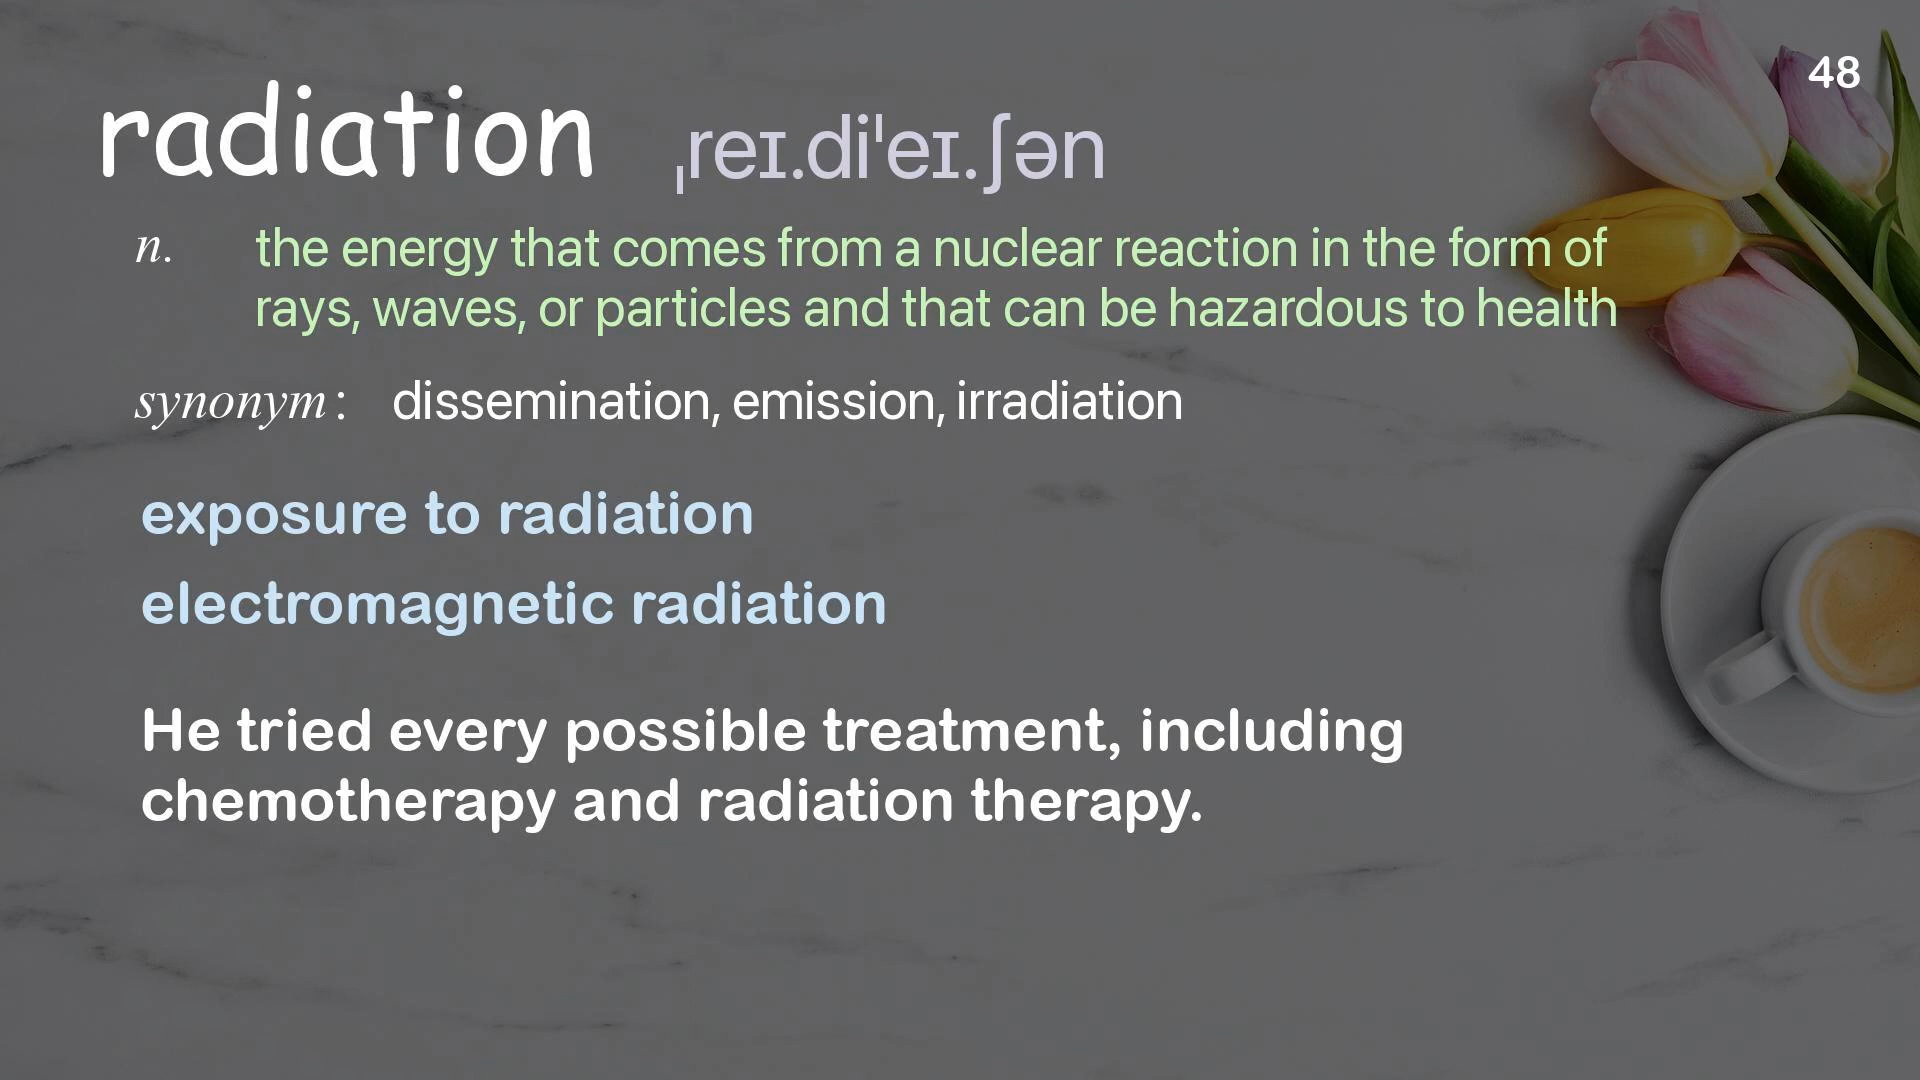 48
radiation ˌreɪ.diˈeɪ.ʃən
n. the energy that comes from a nuclear reaction in the form of
rays, waves, or particles and that can be hazardous to health
synonym : dissemination, emission, irradiation
exposure to radiation
electromagnetic radiation
He tried every possible treatment, including
chemotherapy and radiation therapy.